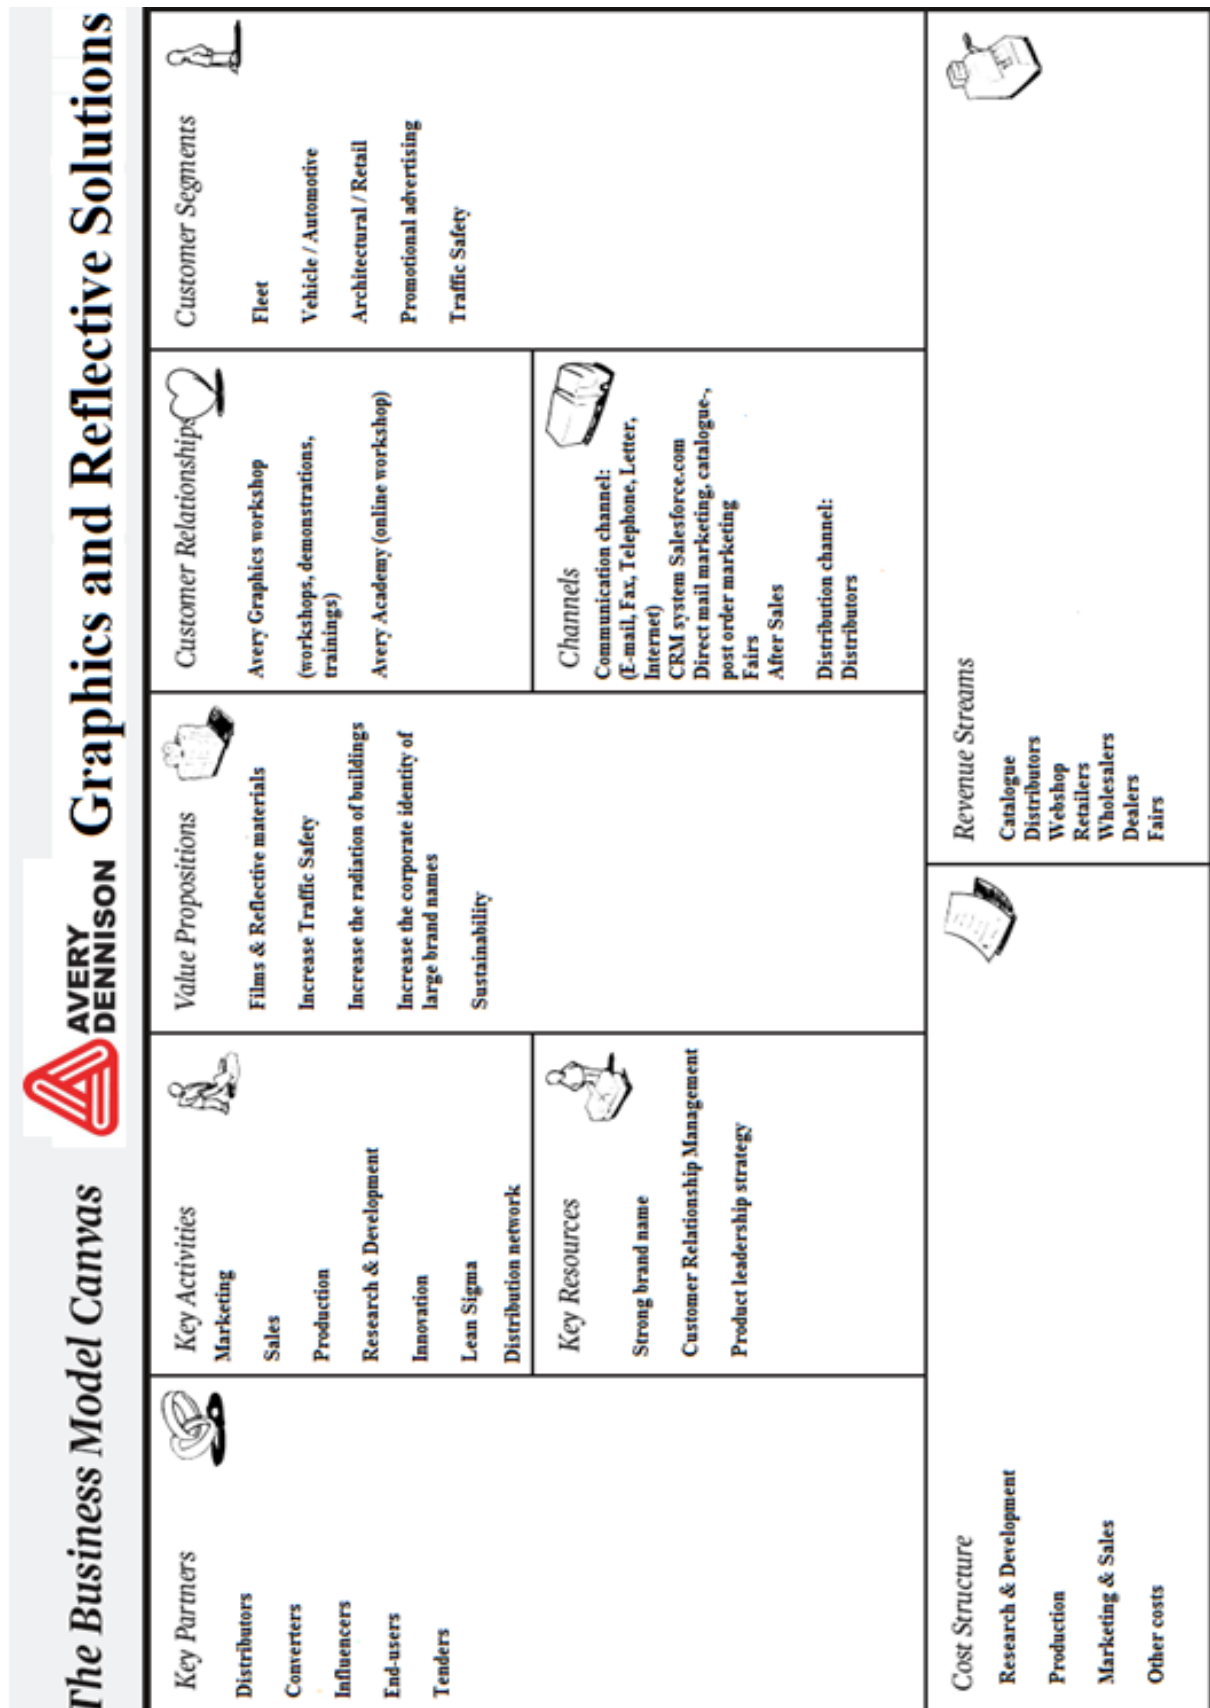 The Business Model Canvas
AVERY
DENNISON
Graphics and Reflective Solutions
Key Partners
Distributors
Converters
Influencers
End-users
Tenders
Key Activities
Marketing
Sales
Production
Research & Development
Innovation
Lean Sigma
Distribution network
Key Resources
Strong brand name
Customer Relationship Management
Product leadership strategy
Value Propositions
Films & Reflective materials
Increase Traffic Safety
Increase the radiation of buildings
Increase the corporate identity of
large brand names
Sustainability
Customer Relationships
Avery Graphics workshop
(workshops, demonstrations,
trainings)
Avery Academy (online workshop)
Channels
Communication channel:
(E-mail, Fax, Telephone, Letter,
Internet)
CRM system Salesforce.com
Direct mail marketing, catalogue-,
post order marketing
Fairs
After Sales
Distribution channel:
Distributors
Customer Segments
Fleet
Vehicle / Automotive
Architectural / Retail
Promotional advertising
Traffic Safety
Cost Structure
Research & Development
Production
Marketing & Sales
Other costs
Revenue Streams
Catalogue
Distributors
Webshop
Retailers
Wholesalers
Dealers
Fairs